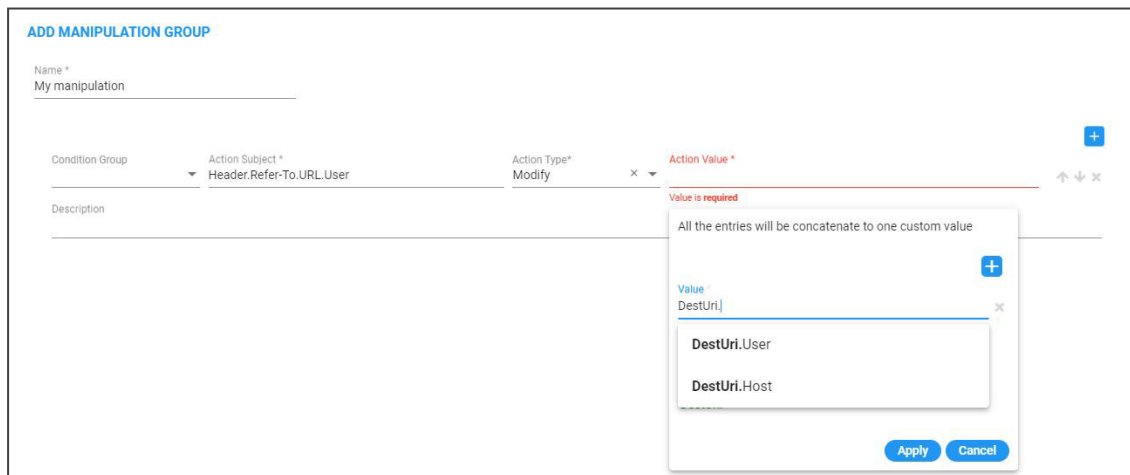 ADD MANIPULATION GROUP
Name *
My manipulation
Condition Group
Action Subject *
Action Type*
Action Value *
Header.Refer-To.URL.User
Modify
Value is required
Description
All the entries will be concatenate to one custom value
Value
DestUri.
DestUri.User
DestUri.Host
Apply
Cancel